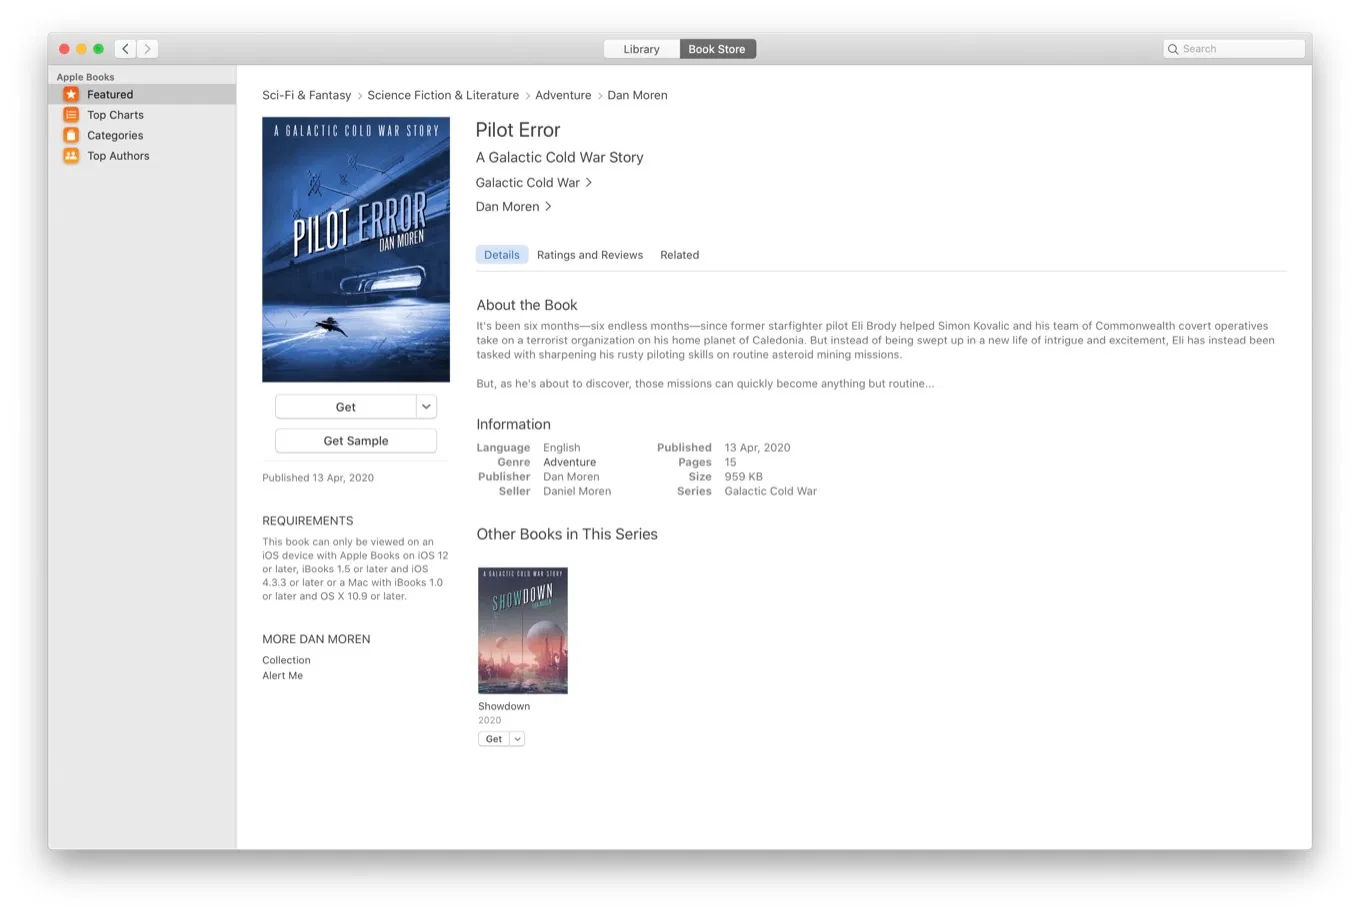 Library
Book Store
Search
Apple Books
Featured
Top Charts
Categories
Top Authors
Sci-Fi & Fantasy > Science Fiction & Literature > Adventure > Dan Moren
A GALACTIC COLD WAR STORY
PILOT ERROR
DAN MOREN
Get
Get Sample
Published 13 Apr, 2020
REQUIREMENTS
This book can only be viewed on an
iOS device with Apple Books on iOS 12
or later, iBooks 1.5 or later and iOS
4.3.3 or later or a Mac with iBooks 1.0
or later and OS X 10.9 or later.
MORE DAN MOREN
Collection
Alert Me
Pilot Error
A Galactic Cold War Story
Galactic Cold War >
Dan Moren >
Details
Ratings and Reviews
Related
About the Book
It's been six months—six endless months—since former starfighter pilot Eli Brody helped Simon Kovalic and his team of Commonwealth covert operatives
take on a terrorist organization on his home planet of Caledonia. But instead of being swept up in a new life of intrigue and excitement, Eli has instead been
tasked with sharpening his rusty piloting skills on routine asteroid mining missions.
But, as he's about to discover, those missions can quickly become anything but routine...
Information
Language English
Genre Adventure
Publisher Dan Moren
Seller Daniel Moren
Published 13 Apr, 2020
Pages 15
Size 959 KB
Series Galactic Cold War
Other Books in This Series
A GALACTIC COLD WAR STORY
SHOWDOWN
DAN MOREN
Showdown
2020
Get